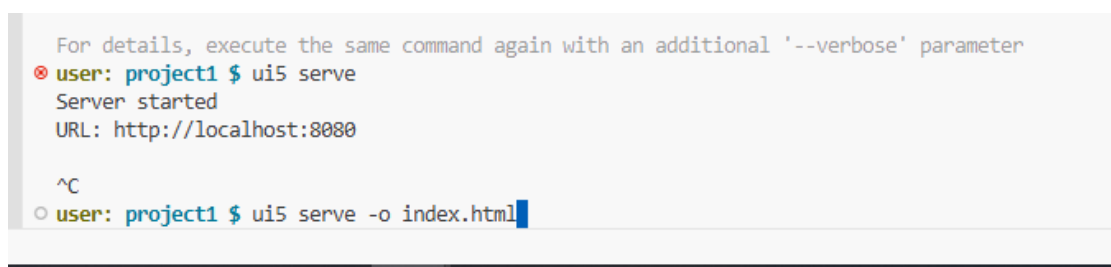 For details, execute the same command again with an additional '--verbose' parameter
user: project1 $ ui5 serve
Server started
URL: http://localhost:8080
^C
user: project1 $ ui5 serve -o index.html